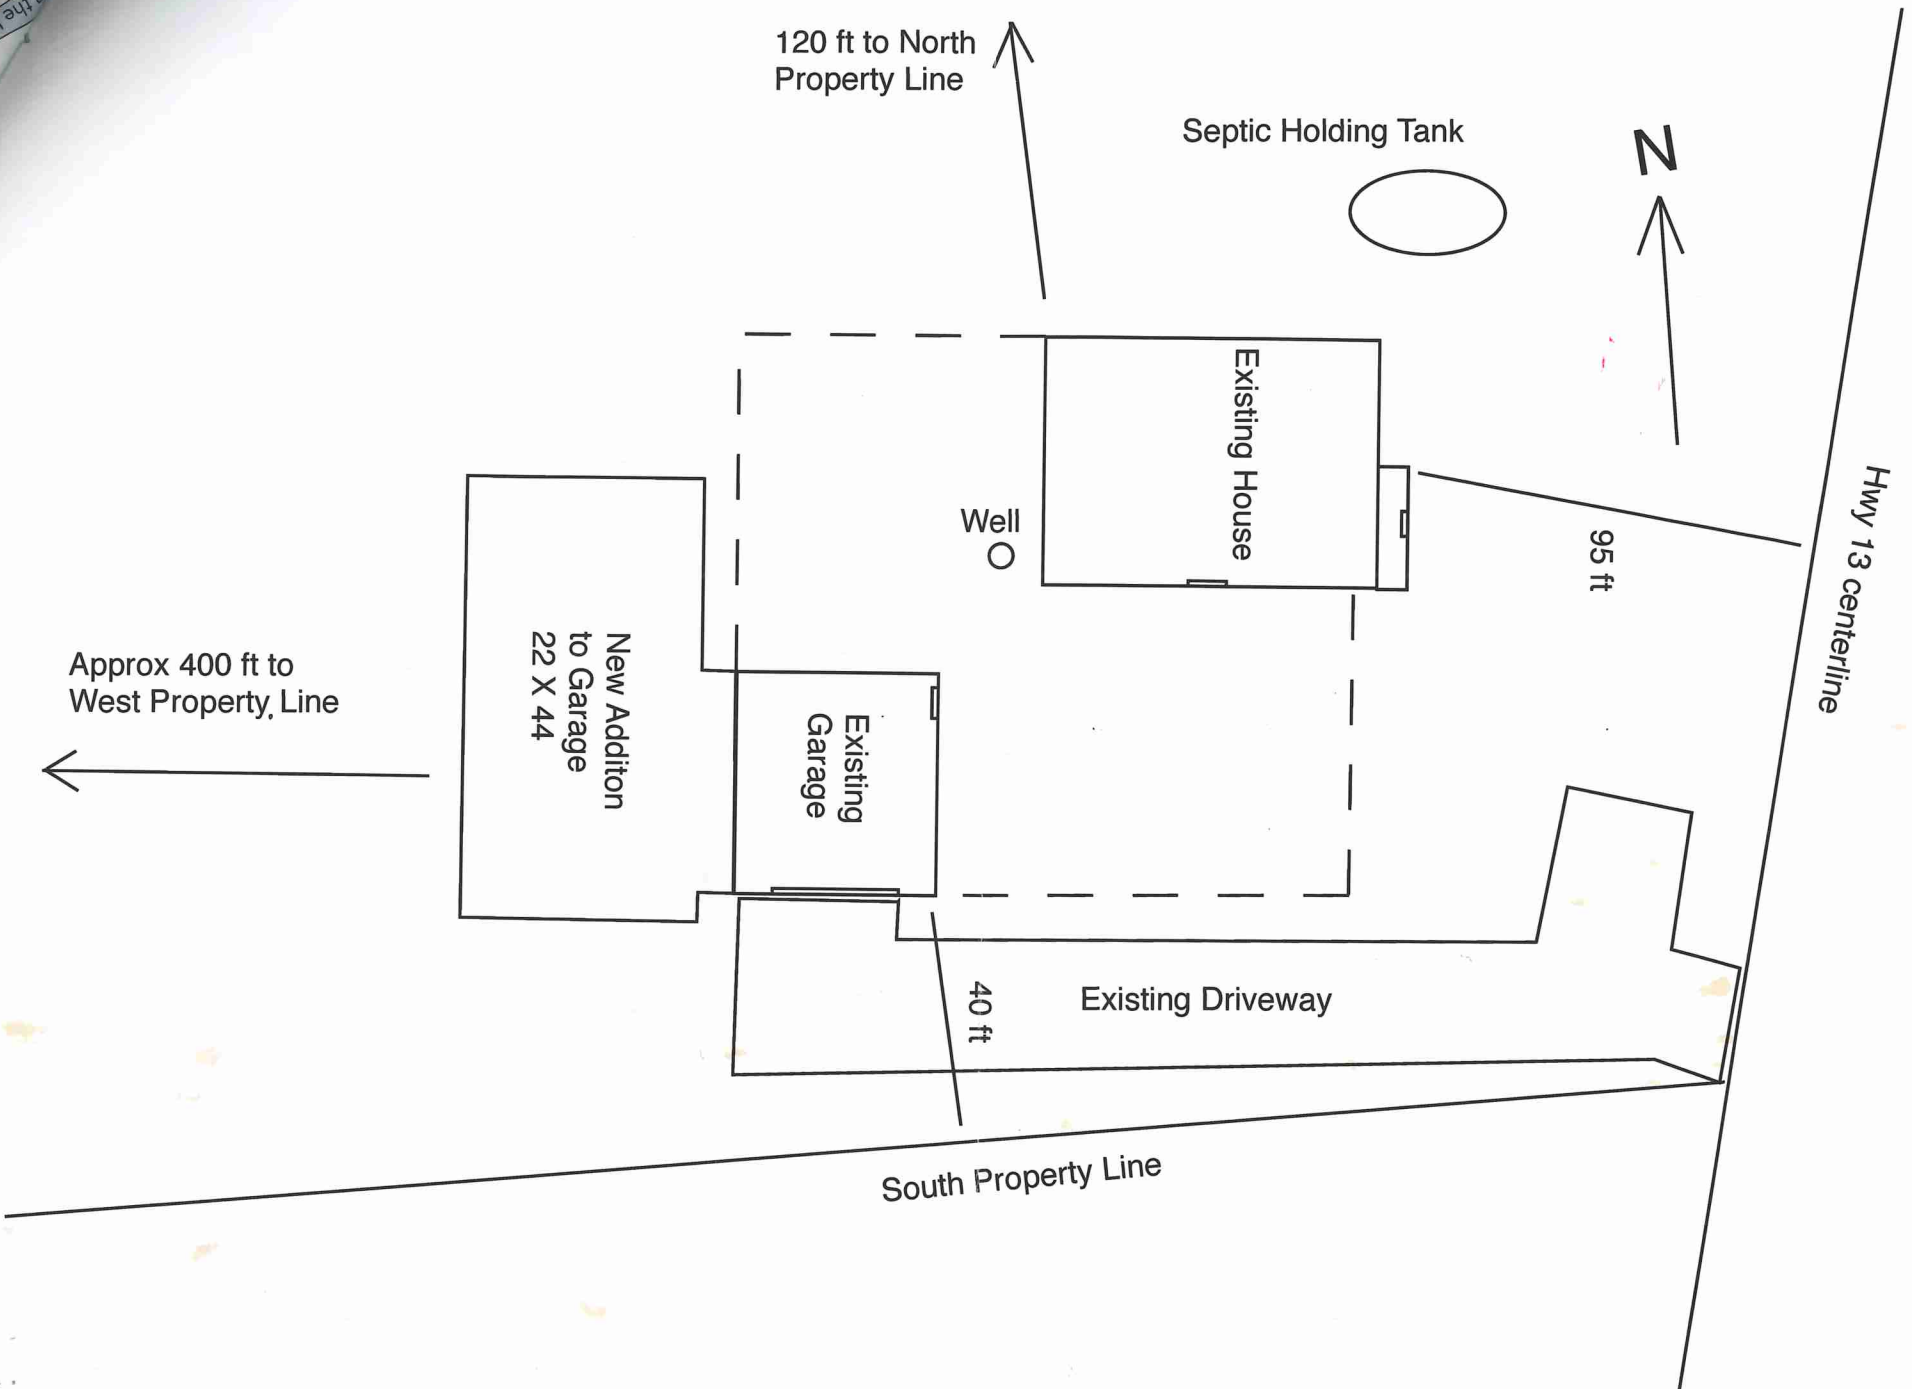 the
120 ft to North
Property Line
Septic Holding Tank
N
Existing House
Well
95 ft
Hwy 13 centerline
New Additon
to Garage
22 X 44
Existing
Garage
Approx 400 ft to
West Property Line
40 ft
Existing Driveway
South Property Line